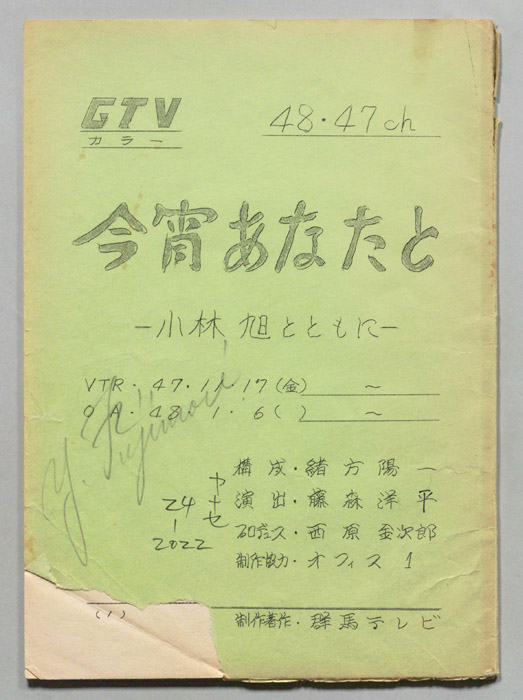 GTV
カラー
48・47ch
今宵あなたと
−小林 旭とともに−
VTR・47.11.17(金) 〜
OA・48 1.6( ) 〜
Y. Fujimori
構成・緒方陽一
演出・藤森洋平
プロデュース・西原金次郎
制作協力・オフィス1
24
2022
(1)
制作著作・群馬テレビ